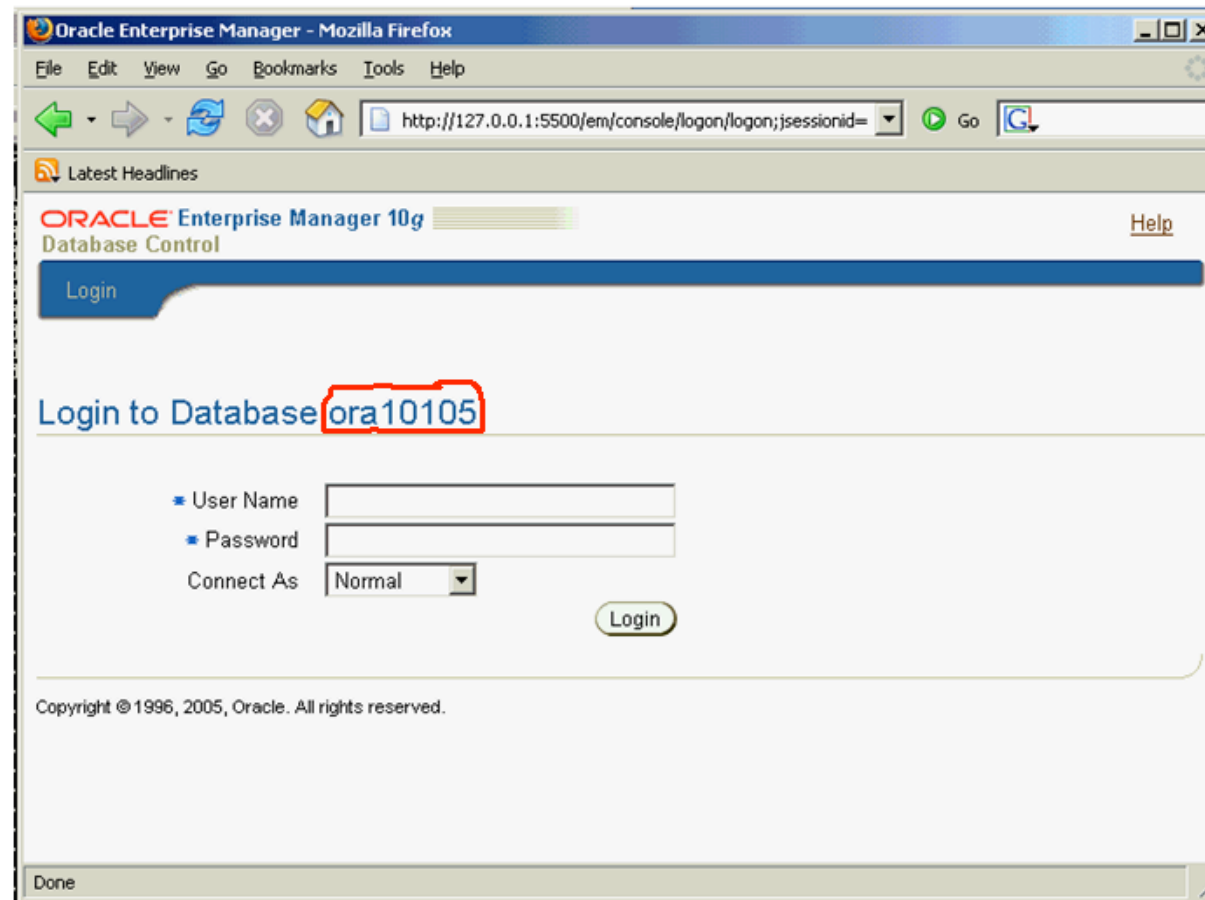 Oracle Enterprise Manager - Mozilla Firefox
File Edit View Go Bookmarks Tools Help
http://127.0.0.1:5500/em/console/logon/logon;jsessionid= Go G
Latest Headlines
ORACLE Enterprise Manager 10g
Database Control
Help
Login
Login to Database ora10105
User Name
Password
Connect As Normal
Login
Copyright © 1996, 2005, Oracle. All rights reserved.
Done